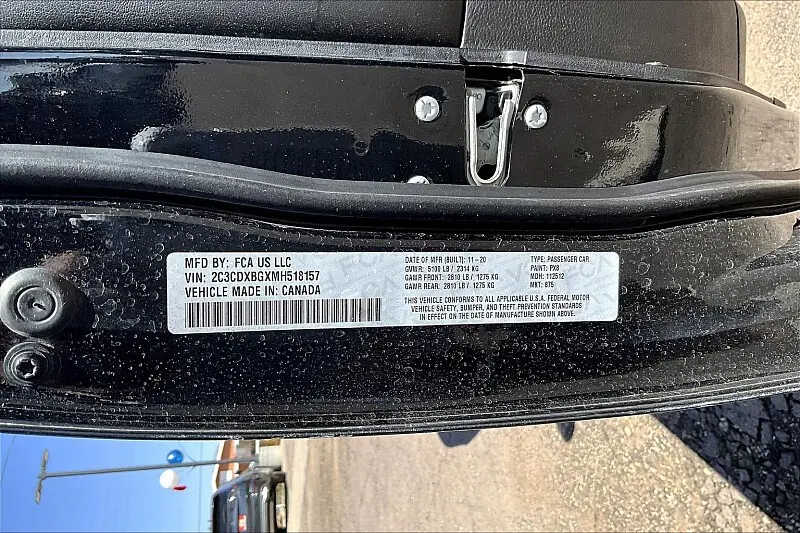 MFD BY: FCA US LLC
VIN: 2C3CDXBGXMH518157
VEHICLE MADE IN: CANADA
DATE OF MFR (BUILT): 11-20
GVWR: 5100 LB / 2314 KG
GAWR FRONT: 2810 LB / 1275 KG
GAWR REAR: 2810 LB / 1275 KG
TYPE: PASSENGER CAR
PAINT: PX8
MDH: 112512
MKT: 875
THIS VEHICLE CONFORMS TO ALL APPLICABLE U.S.A. FEDERAL MOTOR
VEHICLE SAFETY, BUMPER, AND THEFT PREVENTION STANDARDS
IN EFFECT ON THE DATE OF MANUFACTURE SHOWN ABOVE.